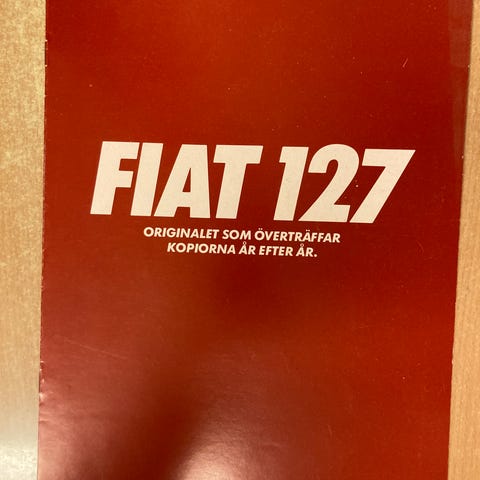 FIAT 127
ORIGINALET SOM ÖVERTRÄFFAR
KOPIORNA ÅR EFTER ÅR.